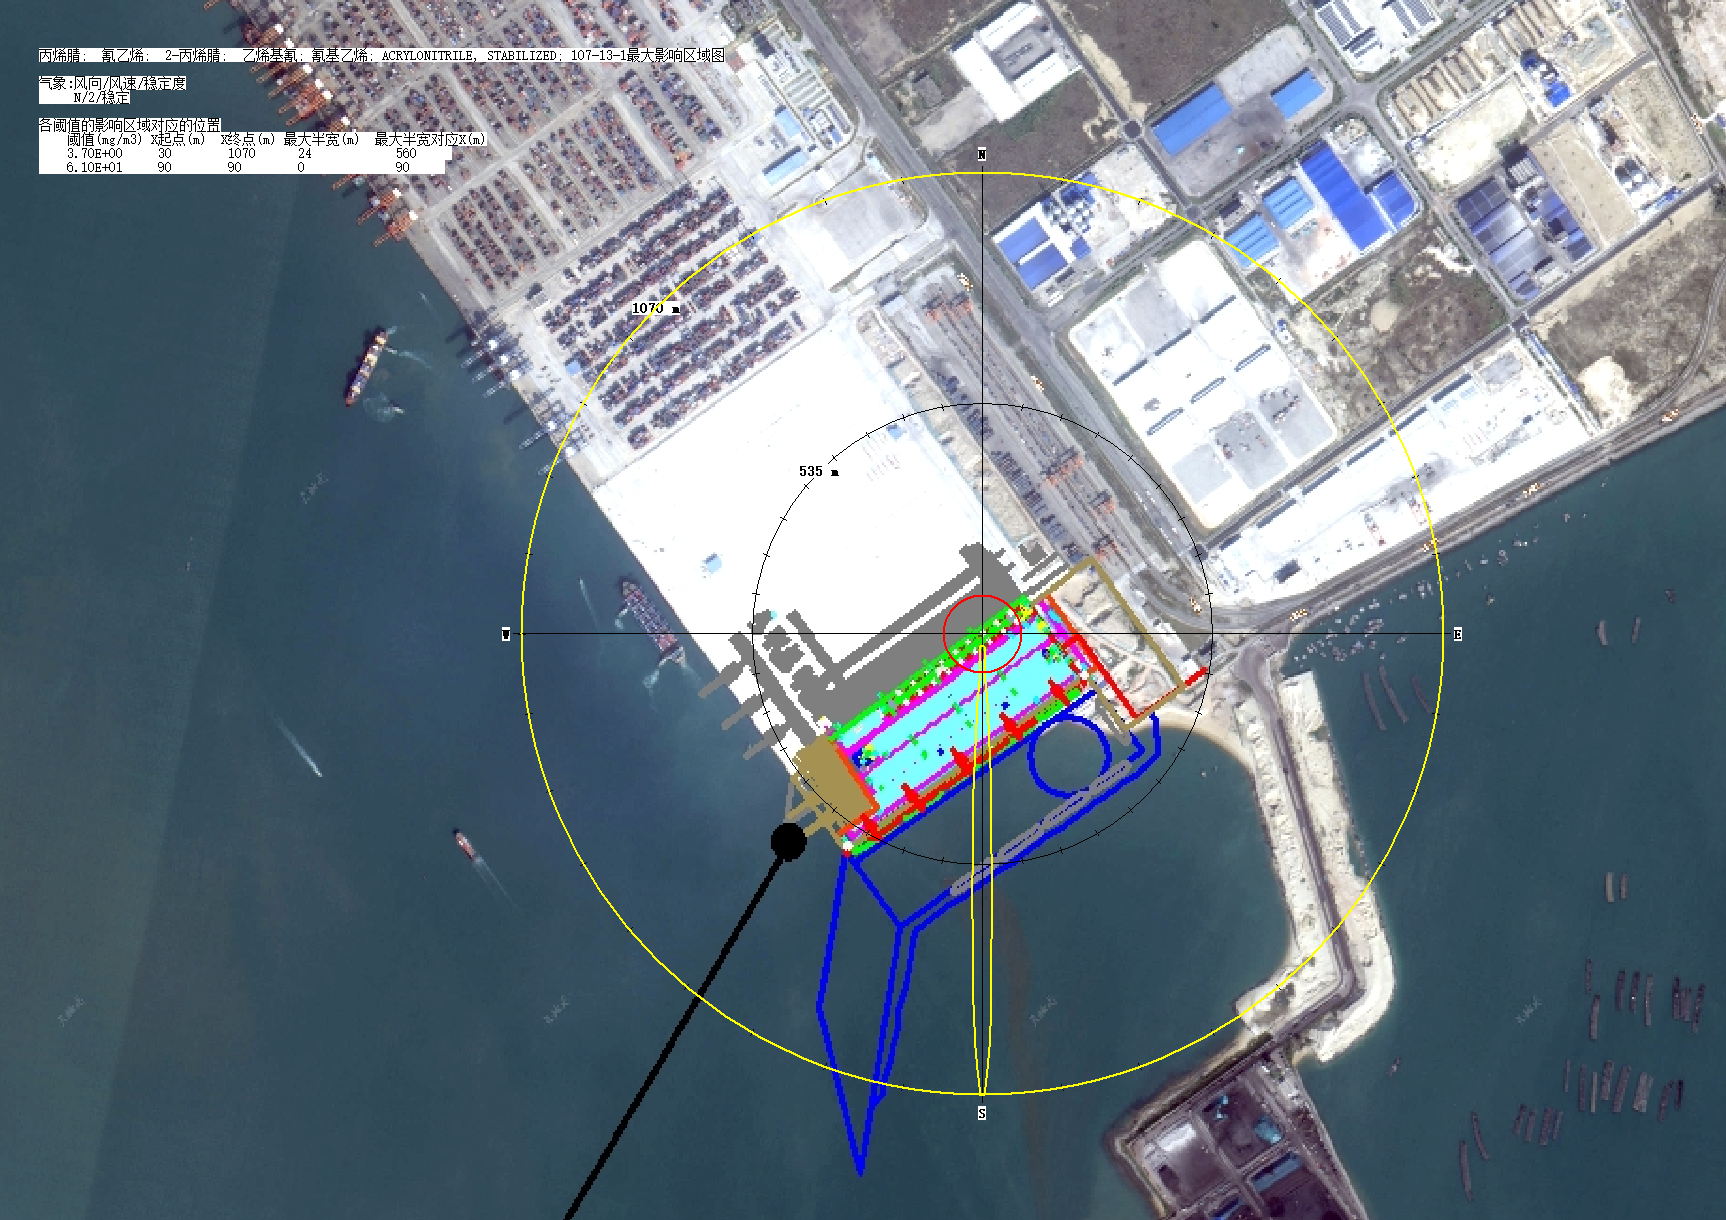 丙烯腈; 氰乙烯; 2-丙烯腈; 乙烯基氰; 氰基乙烯; ACRYLONITRILE, STABILIZED; 107-13-1最大影响区域图
气象:风向/风速/稳定度
N/2/稳定
各阈值的影响区域对应的位置
阈值(mg/m3) X起点(m) X终点(m) 最大半宽(m) 最大半宽对应X(m)
3.70E+00 30 1070 24 560
6.10E+01 90 90 0 90
N
1070 m
535 m
W
E
S